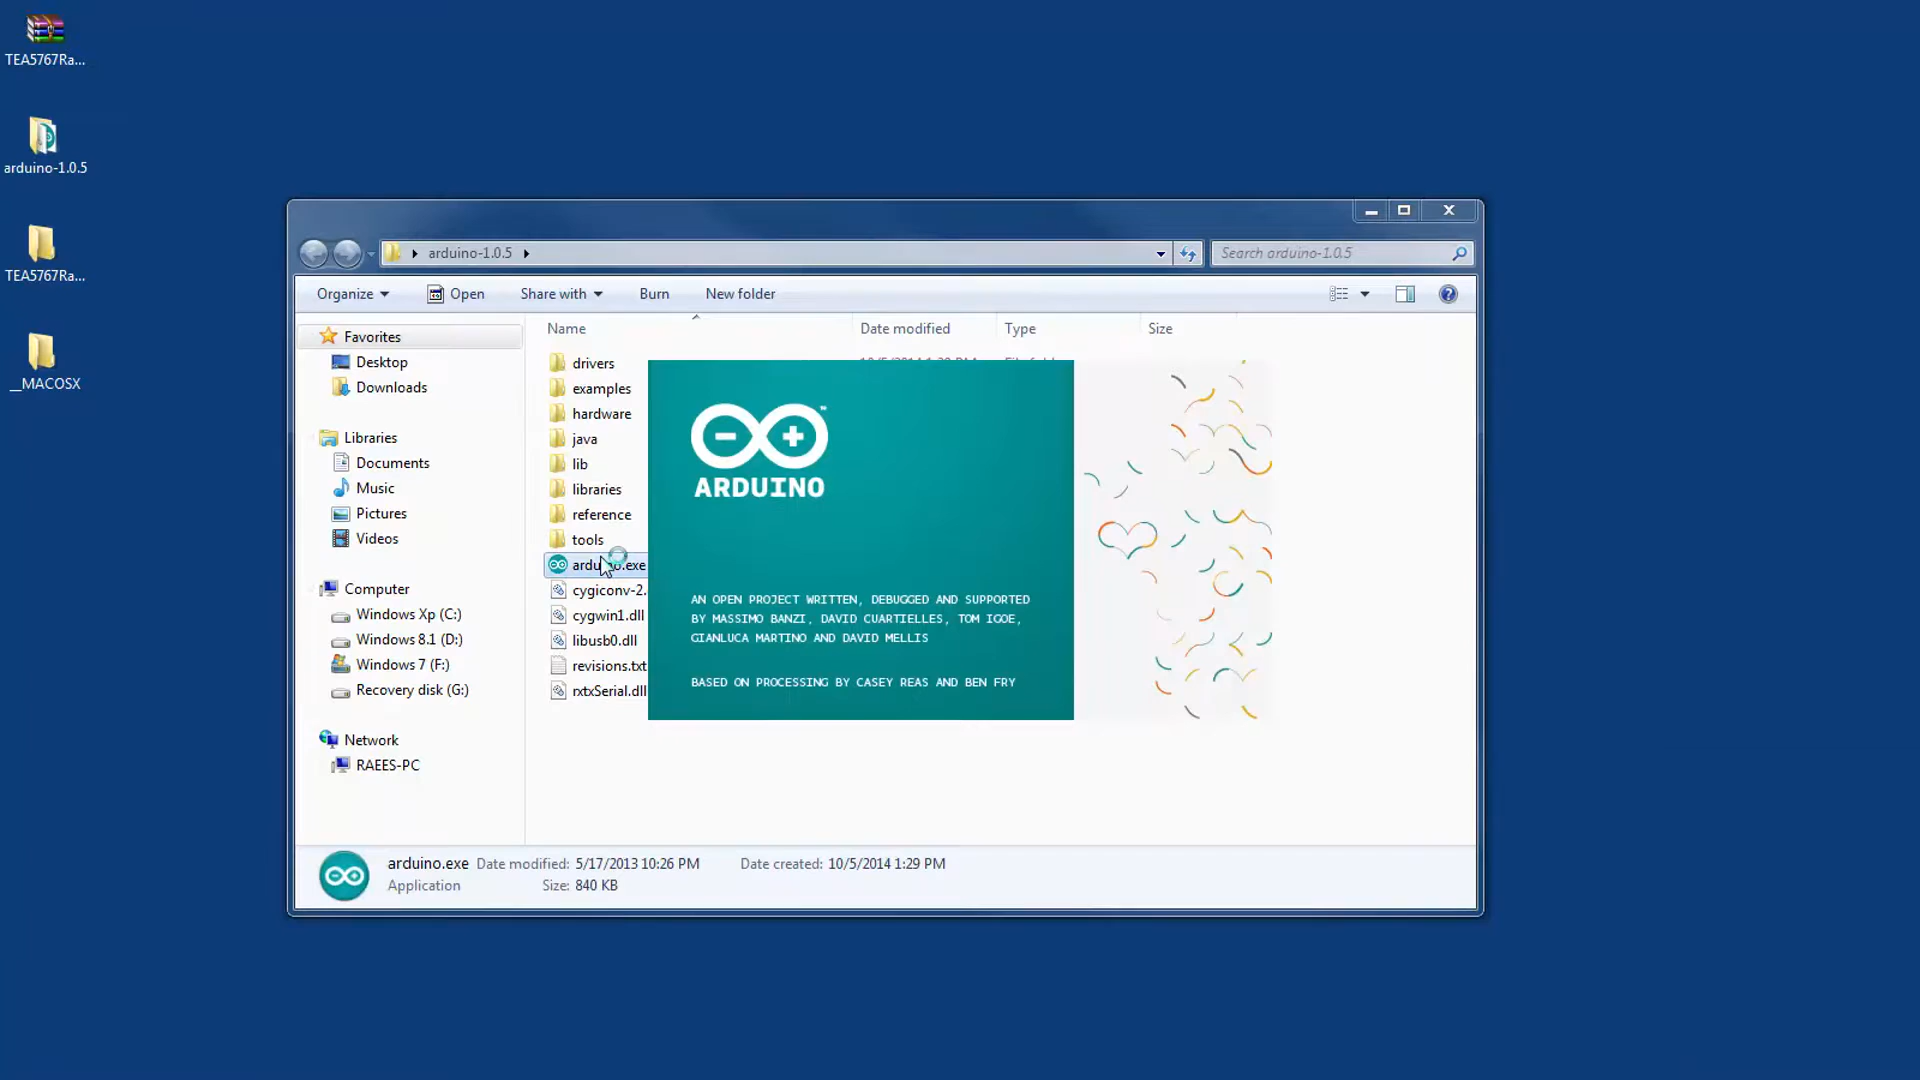 TEA5767Ra...
arduino-1.0.5
TEA5767Ra...
__MACOSX
arduino-1.0.5
Search arduino-1.0.5
Organize
Open
Share with
Burn
New folder
Name
Date modified
Type
Size
Favorites
Desktop
Downloads
Libraries
Documents
Music
Pictures
Videos
Computer
Windows Xp (C:)
Windows 8.1 (D:)
Windows 7 (F:)
Recovery disk (G:)
Network
RAEES-PC
drivers
examples
hardware
java
lib
libraries
reference
tools
arduino.exe
cygiconv-2.
cygwin1.dll
libusb0.dll
revisions.txt
rxtxSerial.dll
™
ARDUINO
AN OPEN PROJECT WRITTEN, DEBUGGED AND SUPPORTED
BY MASSIMO BANZI, DAVID CUARTIELLES, TOM IGOE,
GIANLUCA MARTINO AND DAVID MELLIS
BASED ON PROCESSING BY CASEY REAS AND BEN FRY
arduino.exe Date modified: 5/17/2013 10:26 PM Date created: 10/5/2014 1:29 PM
Application Size: 840 KB